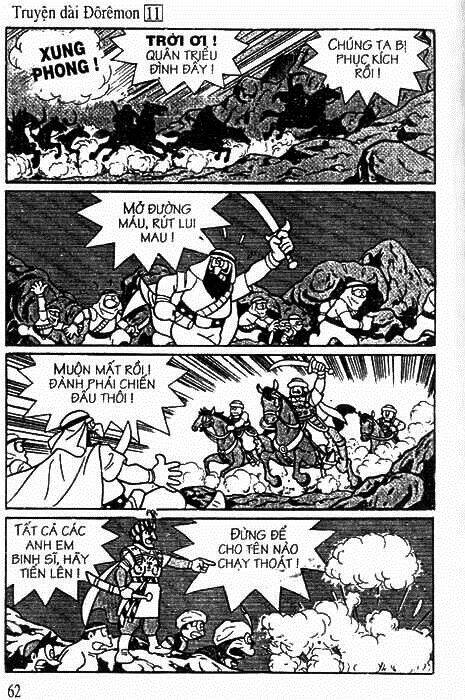 Truyện dài Đôrêmon 11
XUNG
PHONG !
TRỜI ƠI !
QUÂN TRIỀU
ĐÌNH ĐẤY !
CHÚNG TA BỊ
PHỤC KÍCH
RỒI !
MỞ ĐƯỜNG
MÁU, RÚT LUI
MAU !
MUỘN MẤT RỒI !
ĐÀNH PHẢI CHIẾN
ĐẤU THÔI !
TẤT CẢ CÁC
ANH EM
BINH SĨ, HÃY
TIẾN LÊN !
ĐỪNG ĐỂ
CHO TÊN NÀO
CHẠY THOÁT !
62